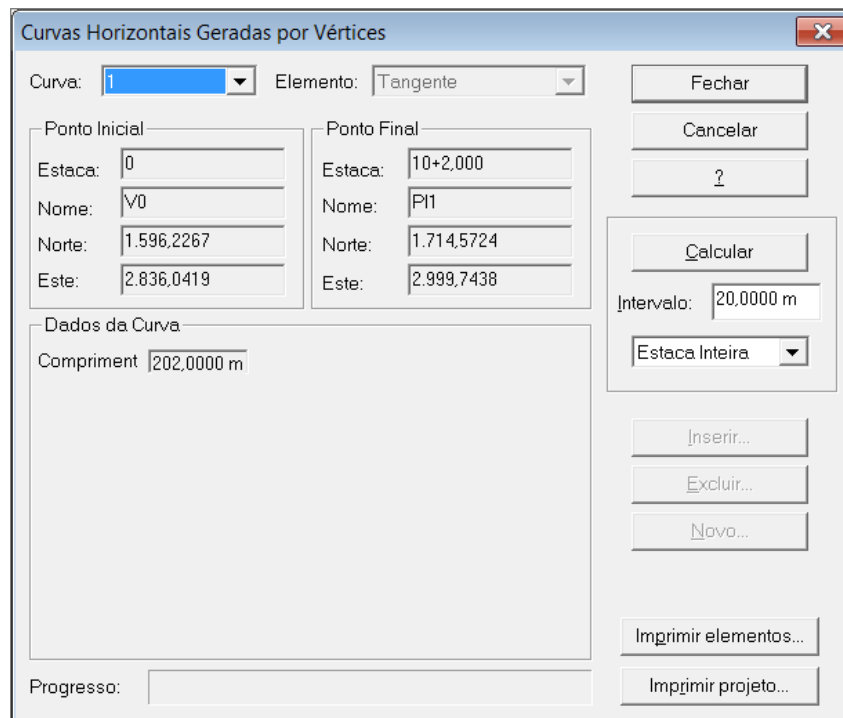 Curvas Horizontais Geradas por Vértices
Curva: 1 Elemento: Tangente
Fechar
Cancelar
?
Ponto Inicial
Estaca: 0
Nome: V0
Norte: 1.596,2267
Este: 2.836,0419
Ponto Final
Estaca: 10+2,000
Nome: PI1
Norte: 1.714,5724
Este: 2.999,7438
Calcular
Intervalo: 20,0000 m
Estaca Inteira
Dados da Curva
Compriment 202,0000 m
Inserir...
Excluir...
Novo...
Imprimir elementos...
Imprimir projeto...
Progresso: